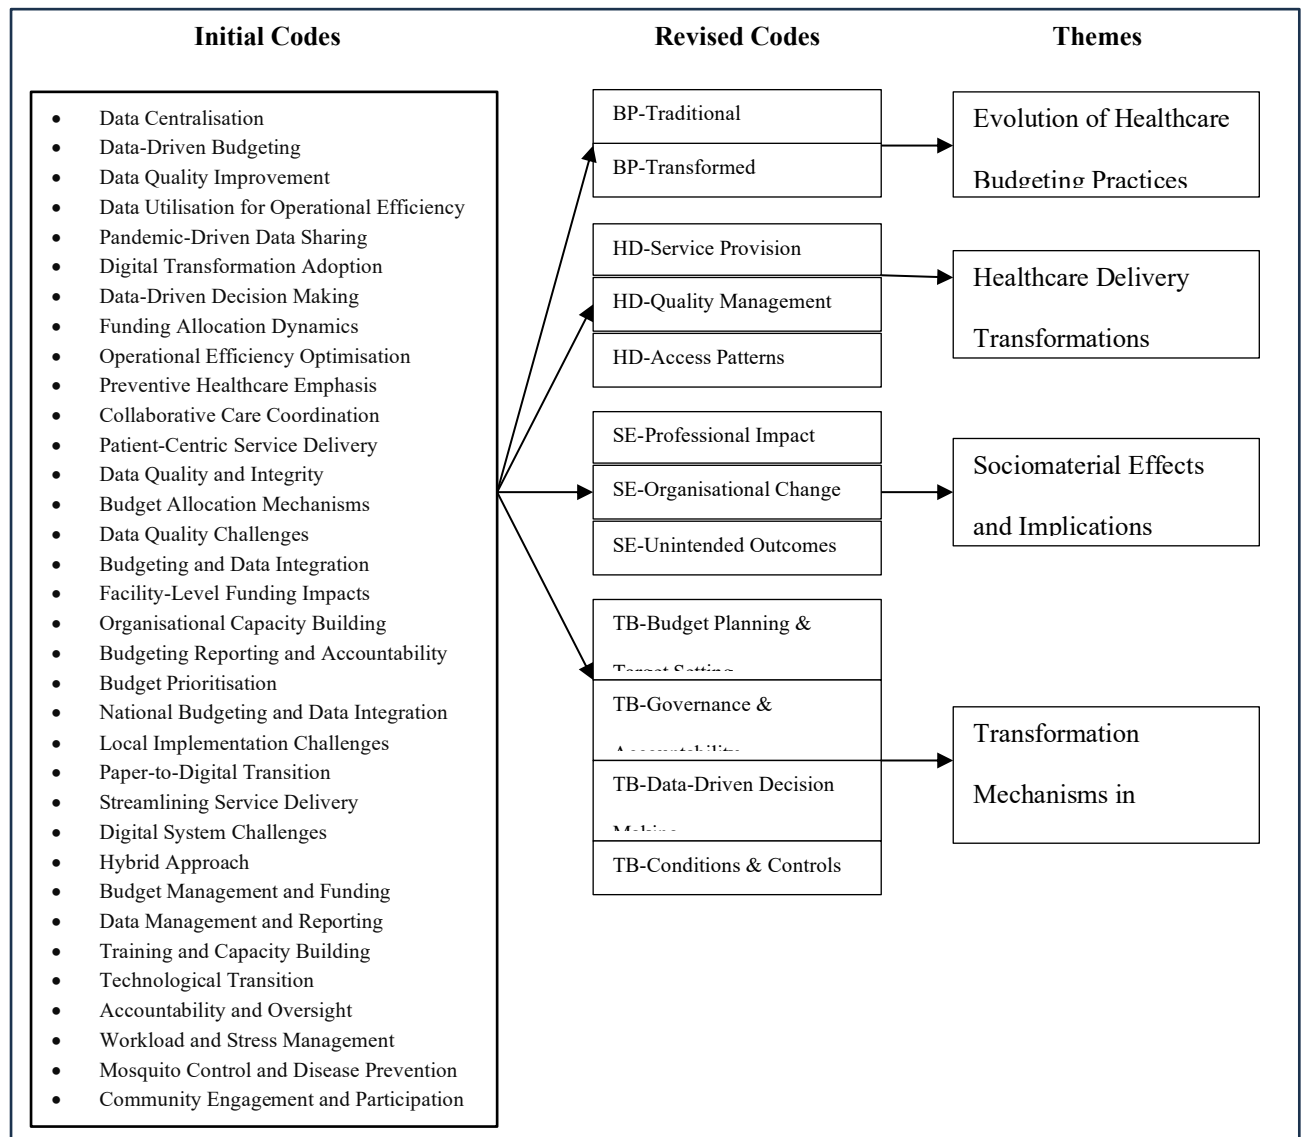 Initial Codes
Revised Codes
Themes
• Data Centralisation
• Data-Driven Budgeting
• Data Quality Improvement
• Data Utilisation for Operational Efficiency
• Pandemic-Driven Data Sharing
• Digital Transformation Adoption
• Data-Driven Decision Making
• Funding Allocation Dynamics
• Operational Efficiency Optimisation
• Preventive Healthcare Emphasis
• Collaborative Care Coordination
• Patient-Centric Service Delivery
• Data Quality and Integrity
• Budget Allocation Mechanisms
• Data Quality Challenges
• Budgeting and Data Integration
• Facility-Level Funding Impacts
• Organisational Capacity Building
• Budgeting Reporting and Accountability
• Budget Prioritisation
• National Budgeting and Data Integration
• Local Implementation Challenges
• Paper-to-Digital Transition
• Streamlining Service Delivery
• Digital System Challenges
• Hybrid Approach
• Budget Management and Funding
• Data Management and Reporting
• Training and Capacity Building
• Technological Transition
• Accountability and Oversight
• Workload and Stress Management
• Mosquito Control and Disease Prevention
• Community Engagement and Participation
BP-Traditional
BP-Transformed
HD-Service Provision
HD-Quality Management
HD-Access Patterns
SE-Professional Impact
SE-Organisational Change
SE-Unintended Outcomes
TB-Budget Planning &
Target Setting
TB-Governance &
Accountability
TB-Data-Driven Decision
Making
TB-Conditions & Controls
Evolution of Healthcare
Budgeting Practices
Healthcare Delivery
Transformations
Sociomaterial Effects
and Implications
Transformation
Mechanisms in